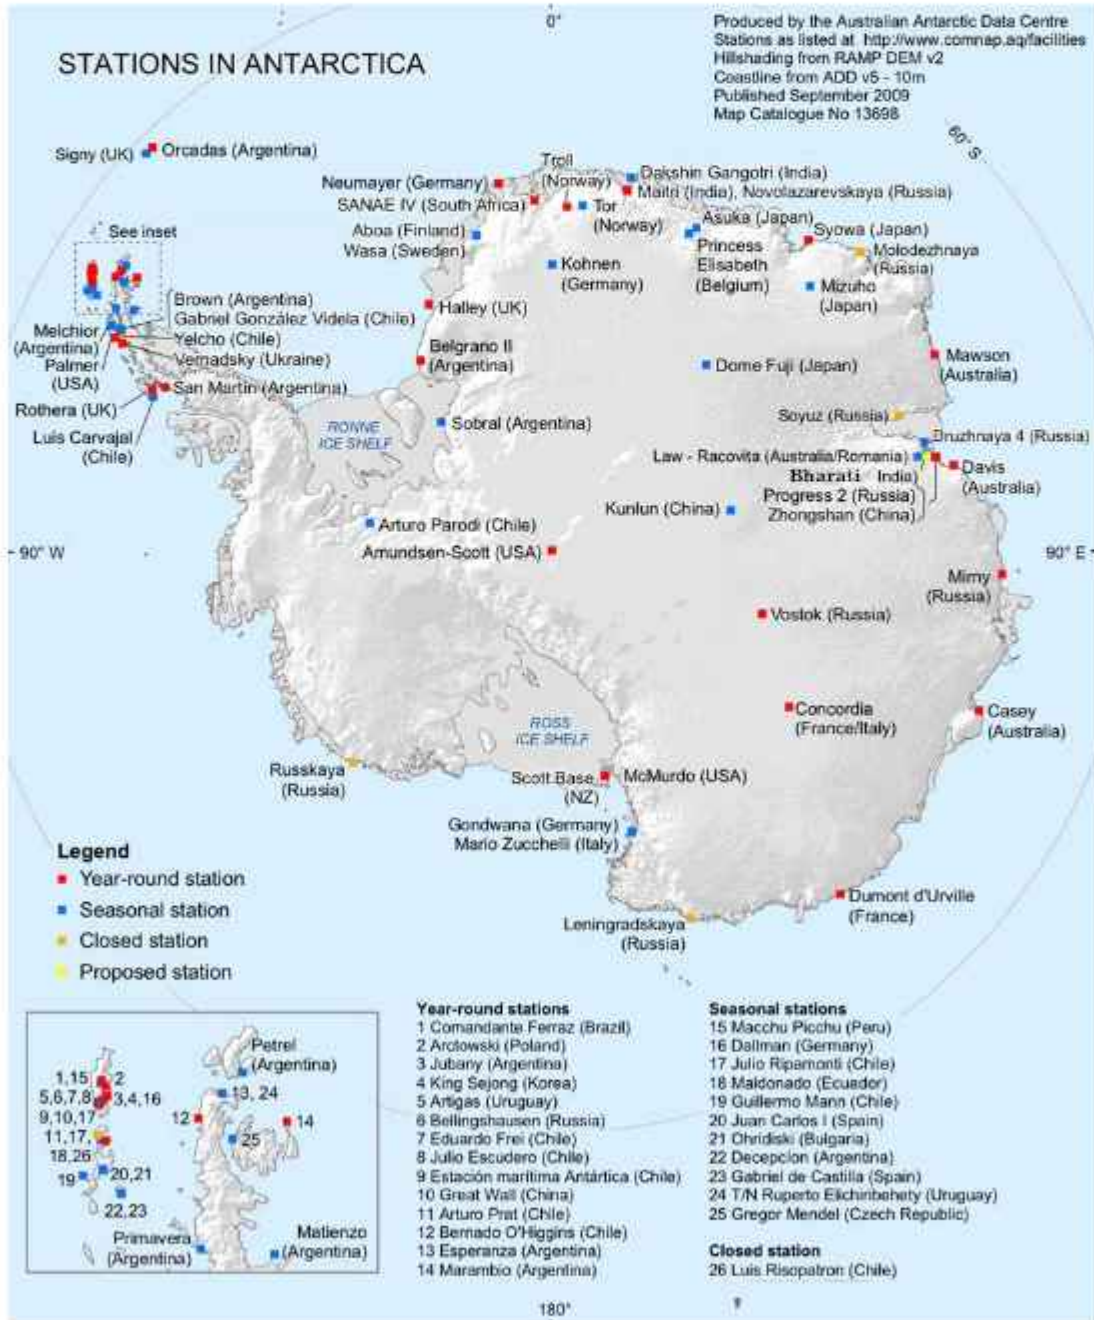 STATIONS IN ANTARCTICA
0°
Produced by the Australian Antarctic Data Centre
Stations as listed at http://www.comnap.aq/facilities
Hillshading from RAMP DEM v2
Coastline from ADD v5 - 10m
Published September 2009
Map Catalogue No 13698
60° S
Signy (UK)
Orcadas (Argentina)
Neumayer (Germany)
SANAE IV (South Africa)
Troll
(Norway)
Tor
(Norway)
Dakshin Gangotri (India)
Maitri (India), Novolazarevskaya (Russia)
Aboa (Finland)
Wasa (Sweden)
Asuka (Japan)
Princess
Elisabeth
(Belgium)
Syowa (Japan)
Molodezhnaya
(Russia)
See inset
Kohnen
(Germany)
Mizuho
(Japan)
Brown (Argentina)
Gabriel González Videla (Chile)
Halley (UK)
Melchior
(Argentina)
Palmer
(USA)
Yelcho (Chile)
Vernadsky (Ukraine)
Belgrano II
(Argentina)
Dome Fuji (Japan)
Mawson
(Australia)
San Martin (Argentina)
Rothera (UK)
Luis Carvajal
(Chile)
RONNE
ICE SHELF
Sobral (Argentina)
Soyuz (Russia)
Druzhnaya 4 (Russia)
Law - Racovita (Australia/Romania)
Bharati India)
Progress 2 (Russia)
Zhongshan (China)
Davis
(Australia)
Kunlun (China)
Arturo Parodi (Chile)
Amundsen-Scott (USA)
90° W
90° E
Mirny
(Russia)
Vostok (Russia)
Concordia
(France/Italy)
Casey
(Australia)
ROSS
ICE SHELF
Russkaya
(Russia)
Scott Base
(NZ)
McMurdo (USA)
Gondwana (Germany)
Mario Zucchelli (Italy)
Dumont d'Urville
(France)
Leningradskaya
(Russia)
Legend
Year-round station
Seasonal station
Closed station
Proposed station
Petrel
(Argentina)
1,15
2
5,6,7,8
3,4,16
9,10,17
11,17,
18,26
19
20,21
22,23
12
13, 24
14
25
Primavera
(Argentina)
Matienzo
(Argentina)
Year-round stations
1 Comandante Ferraz (Brazil)
2 Arctowski (Poland)
3 Jubany (Argentina)
4 King Sejong (Korea)
5 Artigas (Uruguay)
6 Bellingshausen (Russia)
7 Eduardo Frei (Chile)
8 Julio Escudero (Chile)
9 Estación marítima Antártica (Chile)
10 Great Wall (China)
11 Arturo Prat (Chile)
12 Bernado O'Higgins (Chile)
13 Esperanza (Argentina)
14 Marambio (Argentina)
Seasonal stations
15 Macchu Picchu (Peru)
16 Dallman (Germany)
17 Julio Ripamonti (Chile)
18 Maldonado (Ecuador)
19 Guillermo Mann (Chile)
20 Juan Carlos I (Spain)
21 Ohridiski (Bulgaria)
22 Decepcion (Argentina)
23 Gabriel de Castilla (Spain)
24 T/N Ruperto Elichiribehety (Uruguay)
25 Gregor Mendel (Czech Republic)
Closed station
26 Luis Risopatron (Chile)
180°